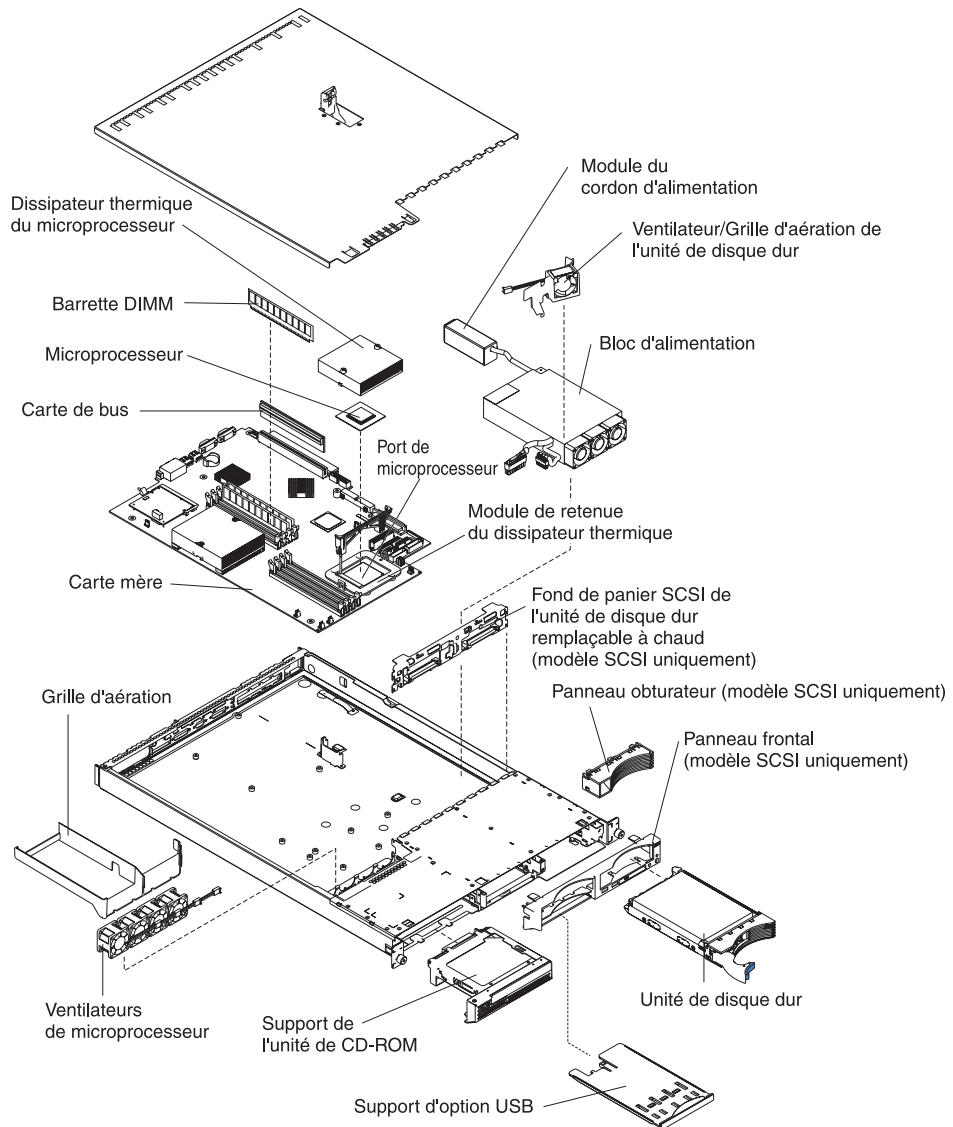 Module du
cordon d'alimentation
Dissipateur thermique
du microprocesseur
Ventilateur/Grille d'aération de
l'unité de disque dur
Barrette DIMM
Bloc d'alimentation
Microprocesseur
Carte de bus
Port de
microprocesseur
Module de retenue
du dissipateur thermique
Carte mère
Fond de panier SCSI de
l'unité de disque dur
remplaçable à chaud
(modèle SCSI uniquement)
Grille d'aération
Panneau obturateur (modèle SCSI uniquement)
Panneau frontal
(modèle SCSI uniquement)
Unité de disque dur
Ventilateurs
de microprocesseur
Support de
l'unité de CD-ROM
Support d'option USB